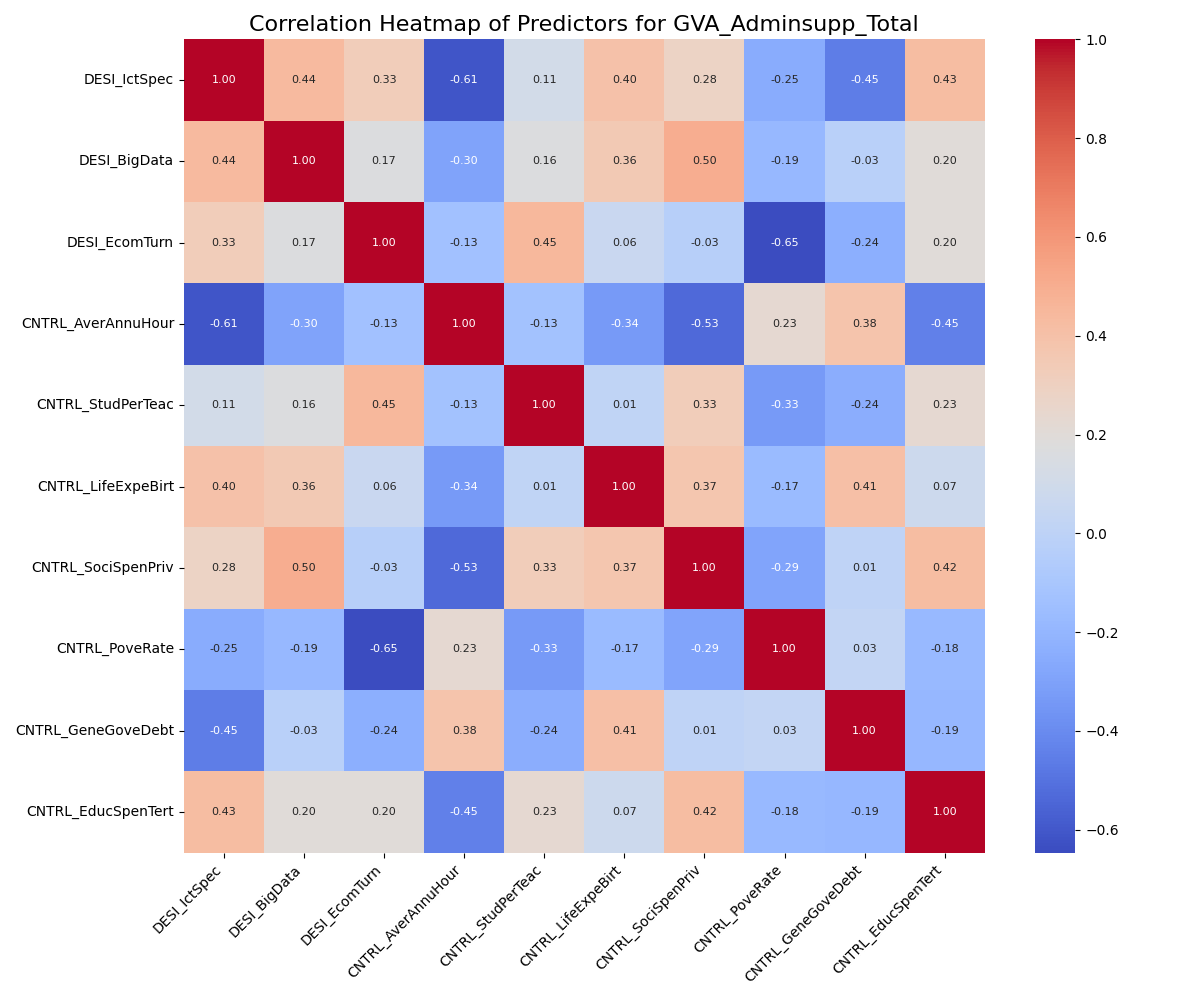 Correlation Heatmap of Predictors for GVA_Adminsupp_Total
DESI_IctSpec 1.00 0.44 0.33 -0.61 0.11 0.40 0.28 -0.25 -0.45 0.43
DESI_BigData 0.44 1.00 0.17 -0.30 0.16 0.36 0.50 -0.19 -0.03 0.20
DESI_EcomTurn 0.33 0.17 1.00 -0.13 0.45 0.06 -0.03 -0.65 -0.24 0.20
CNTRL_AverAnnuHour -0.61 -0.30 -0.13 1.00 -0.13 -0.34 -0.53 0.23 0.38 -0.45
CNTRL_StudPerTeac 0.11 0.16 0.45 -0.13 1.00 0.01 0.33 -0.33 -0.24 0.23
CNTRL_LifeExpeBirt 0.40 0.36 0.06 -0.34 0.01 1.00 0.37 -0.17 0.41 0.07
CNTRL_SociSpenPriv 0.28 0.50 -0.03 -0.53 0.33 0.37 1.00 -0.29 0.01 0.42
CNTRL_PoveRate -0.25 -0.19 -0.65 0.23 -0.33 -0.17 -0.29 1.00 0.03 -0.18
CNTRL_GeneGoveDebt -0.45 -0.03 -0.24 0.38 -0.24 0.41 0.01 0.03 1.00 -0.19
CNTRL_EducSpenTert 0.43 0.20 0.20 -0.45 0.23 0.07 0.42 -0.18 -0.19 1.00
DESI_IctSpec
DESI_BigData
DESI_EcomTurn
CNTRL_AverAnnuHour
CNTRL_StudPerTeac
CNTRL_LifeExpeBirt
CNTRL_SociSpenPriv
CNTRL_PoveRate
CNTRL_GeneGoveDebt
CNTRL_EducSpenTert
1.0
0.8
0.6
0.4
0.2
0.0
−0.2
−0.4
−0.6